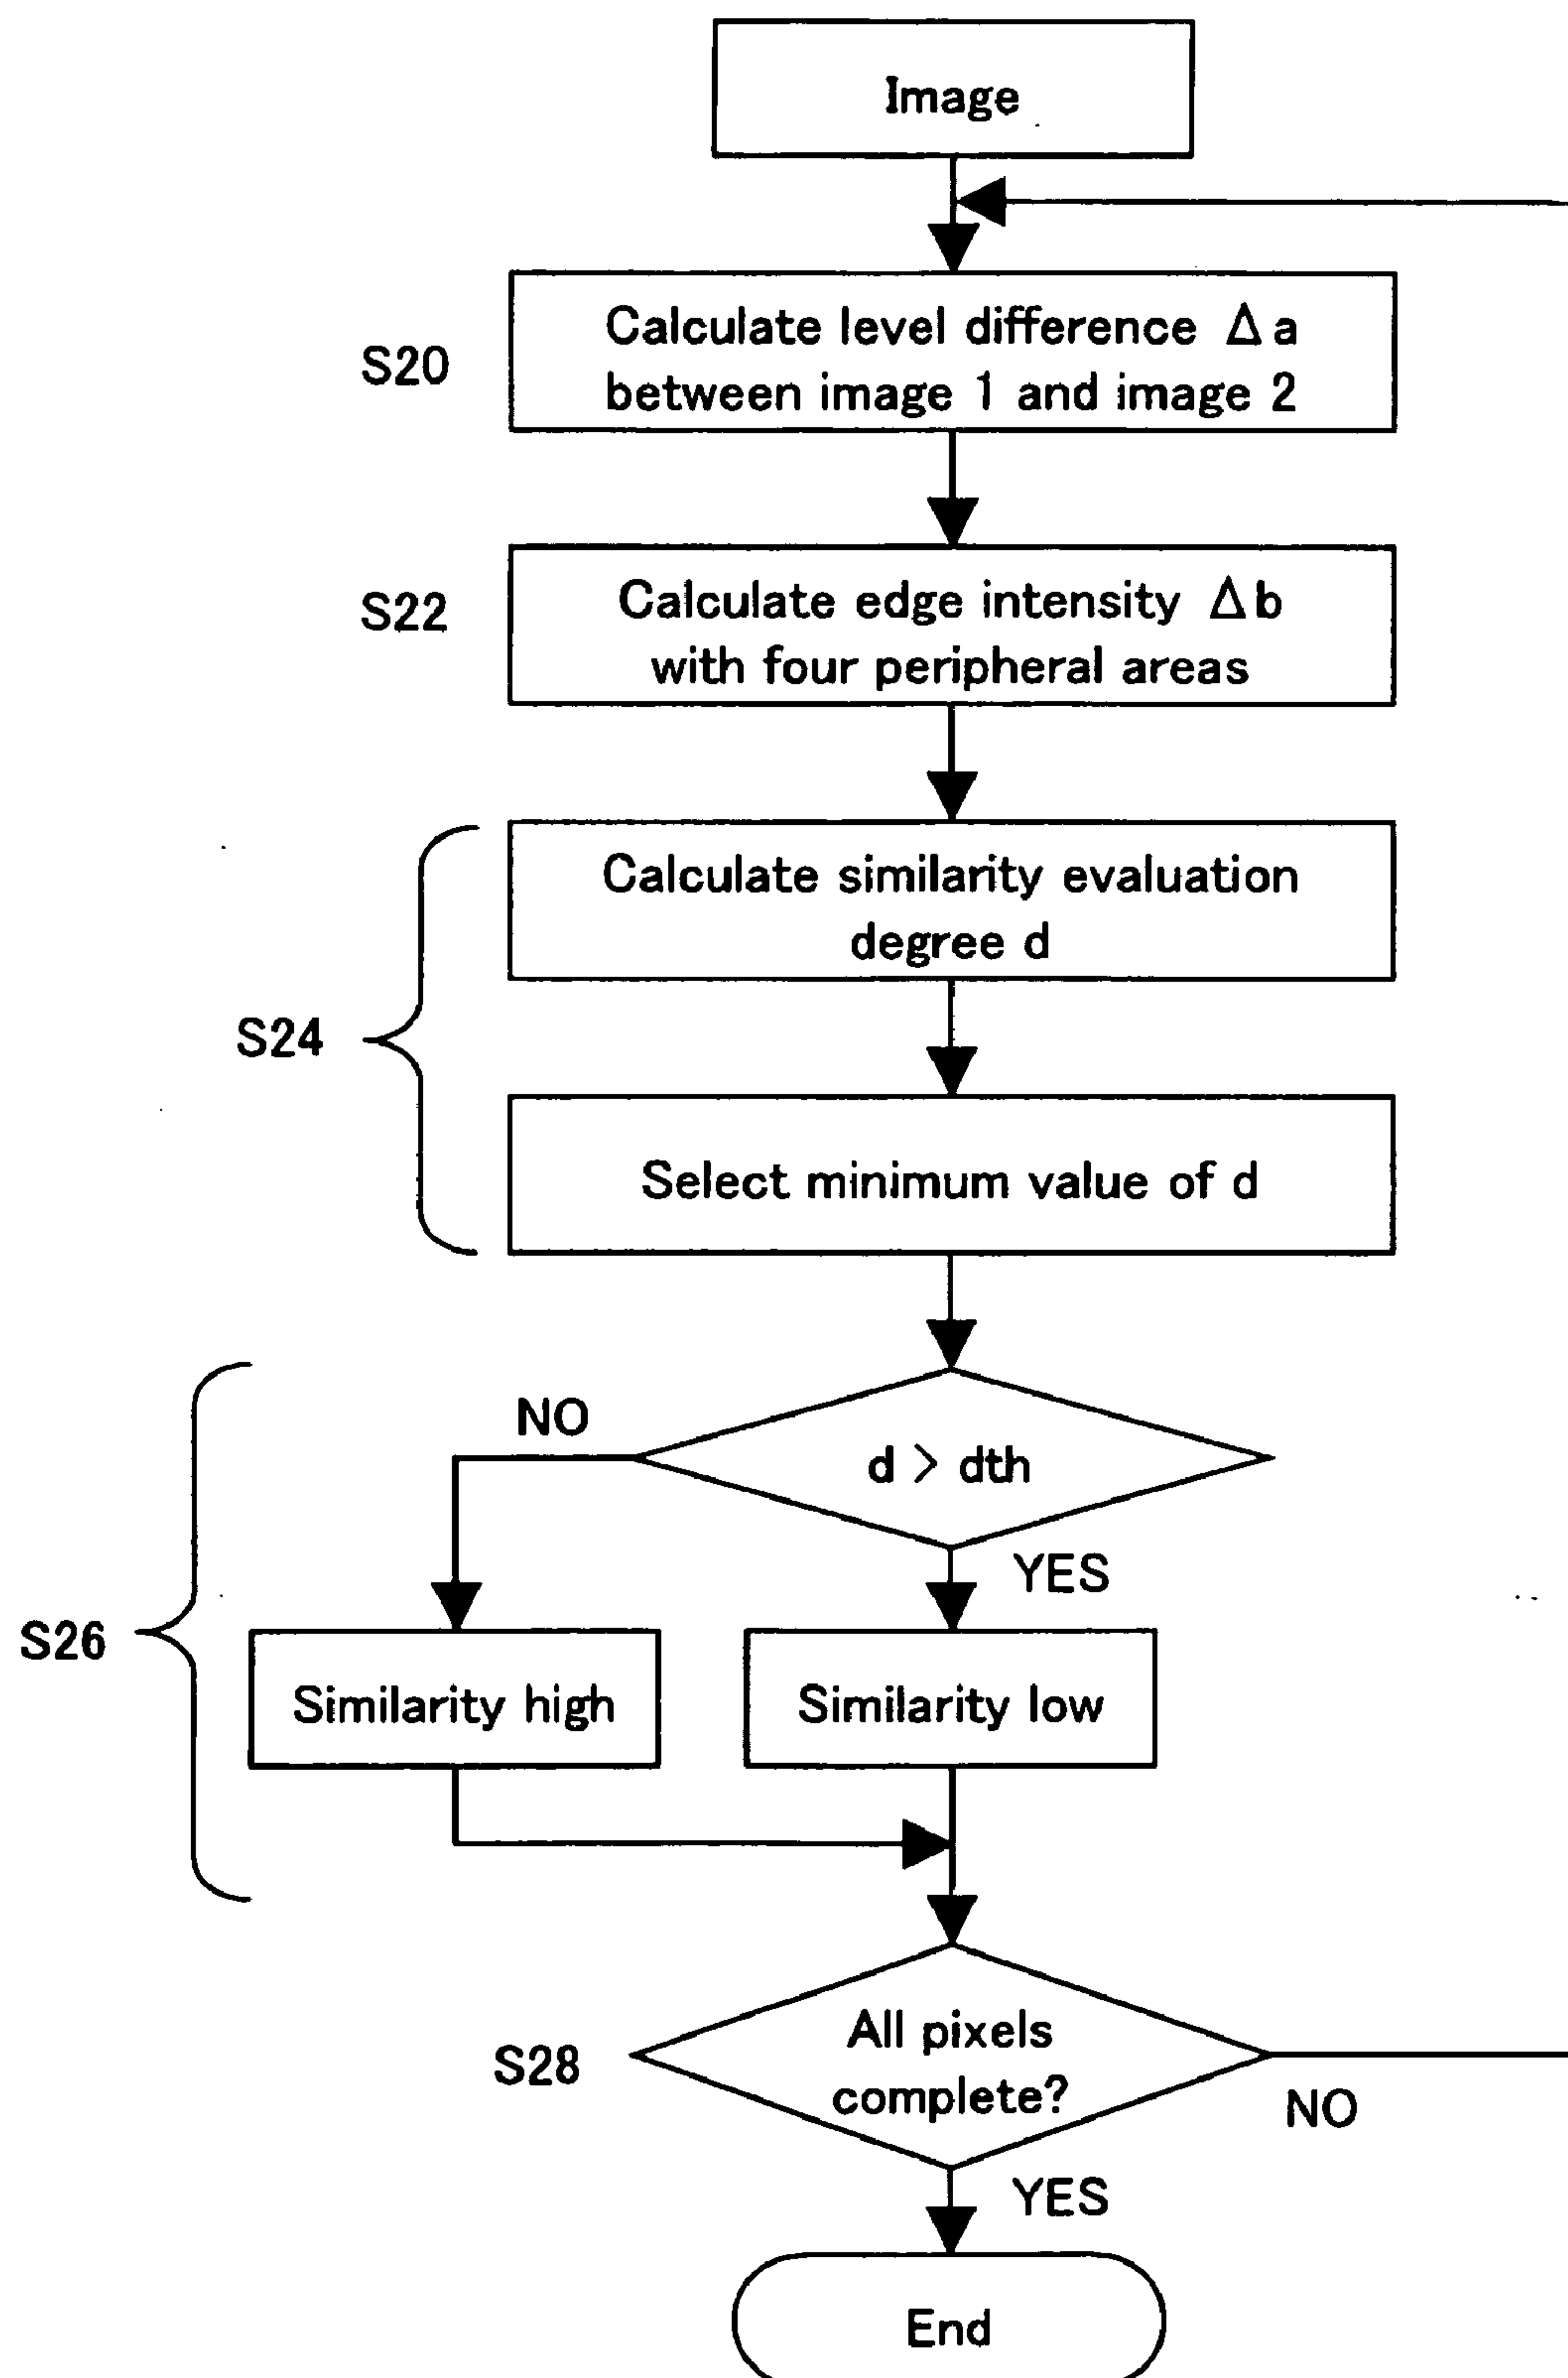 Image
Calculate level difference Δa
between image 1 and image 2
S20
Calculate edge intensity Δb
with four peripheral areas
S22
Calculate similarity evaluation
degree d
S24
Select minimum value of d
NO
d > dth
YES
S26
Similarity high
Similarity low
All pixels
complete?
S28
NO
YES
End